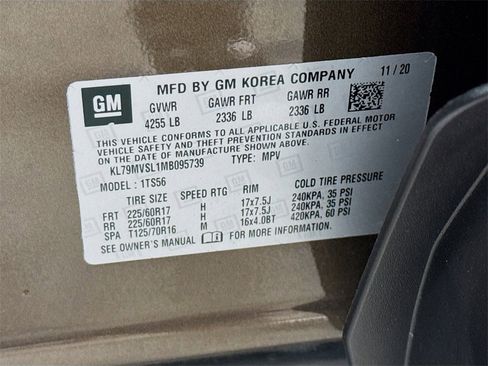 GM
MFD BY GM KOREA COMPANY 11/20
GVWR GAWR FRT GAWR RR
4255 LB 2336 LB 2336 LB
THIS VEHICLE CONFORMS TO ALL APPLICABLE U.S. FEDERAL MOTOR
VEHICLE SAFETY AND THEFT PREVENTION STANDARDS IN EFFECT
ON THE DATE OF MANUFACTURE SHOWN ABOVE.
KL79MVSL1MB095739 TYPE: MPV
MODEL: 1TS56
TIRE SIZE SPEED RTG RIM COLD TIRE PRESSURE
FRT 225/60R17 H 17x7.5J 240KPA, 35 PSI
RR 225/60R17 H 17x7.5J 240KPA, 35 PSI
SPA T125/70R16 M 16x4.0BT 420KPA, 60 PSI
SEE OWNER'S MANUAL FOR MORE INFORMATION